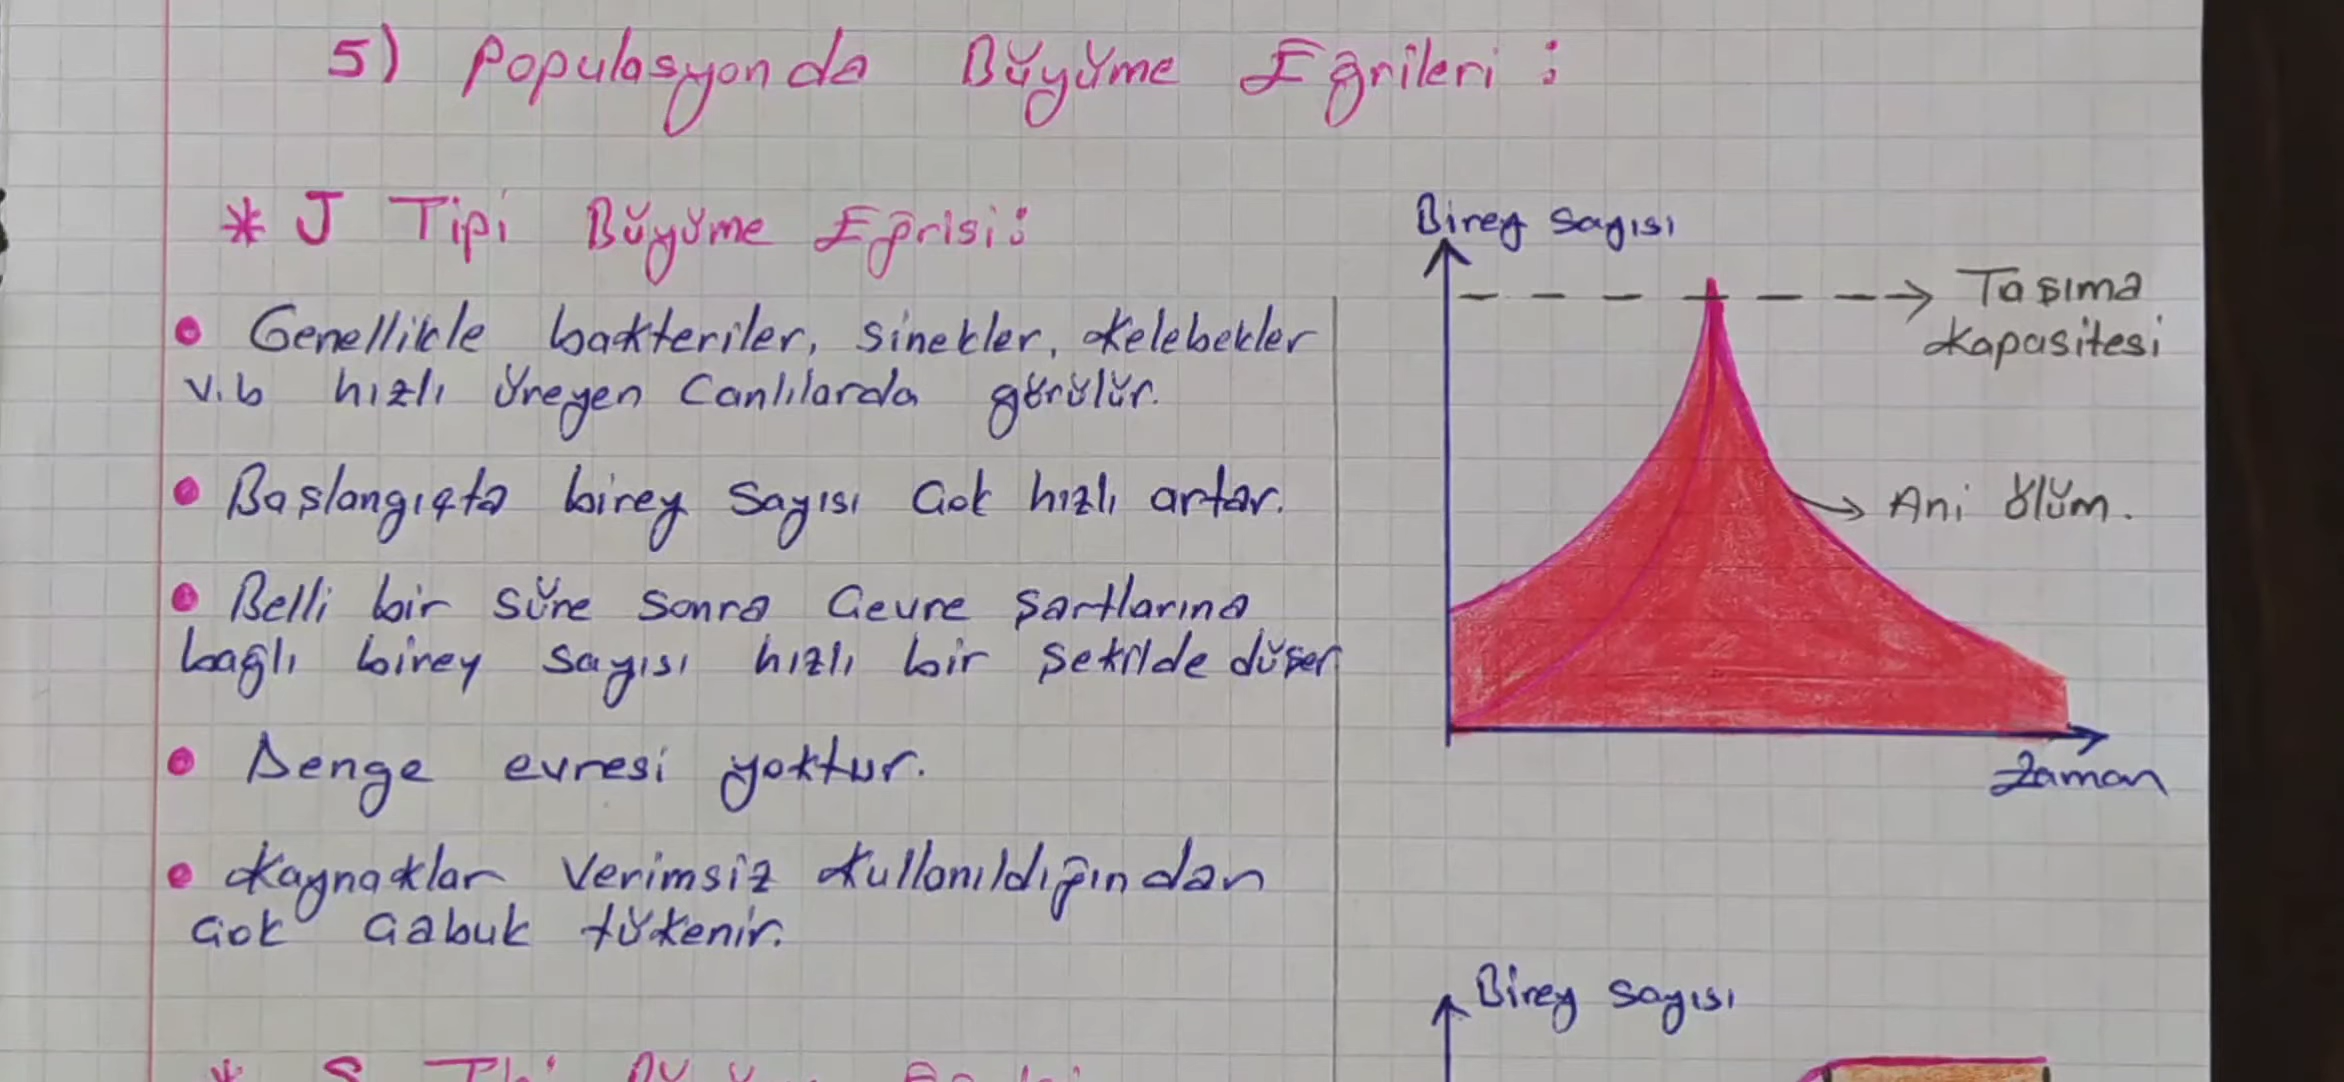 5) Populasyonda Büyüme Eğrileri :
* J Tipi Büyüme Eğrisi :
• Genellikle bakteriler, sinekler, kelebekler
v.b hızlı üreyen canlılarda görülür.
• Başlangıçta birey sayısı çok hızlı artar.
• Belli bir süre sonra çevre şartlarına
bağlı birey sayısı hızlı bir şekilde düşer
• Denge evresi yoktur.
• Kaynaklar verimsiz kullanıldığından
çok çabuk tükenir.
Birey sayısı
Taşıma
kapasitesi
Ani ölüm.
Zaman
Birey sayısı